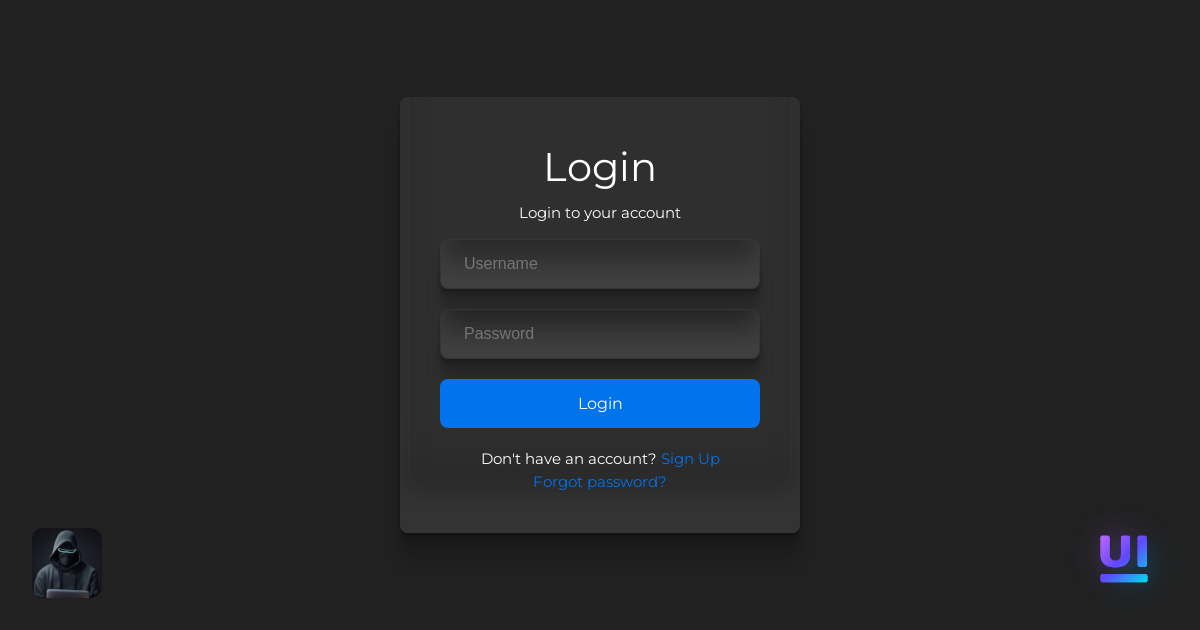 Login
Login to your account
Username
Password
Login
Don't have an account? Sign Up
Forgot password?
UI